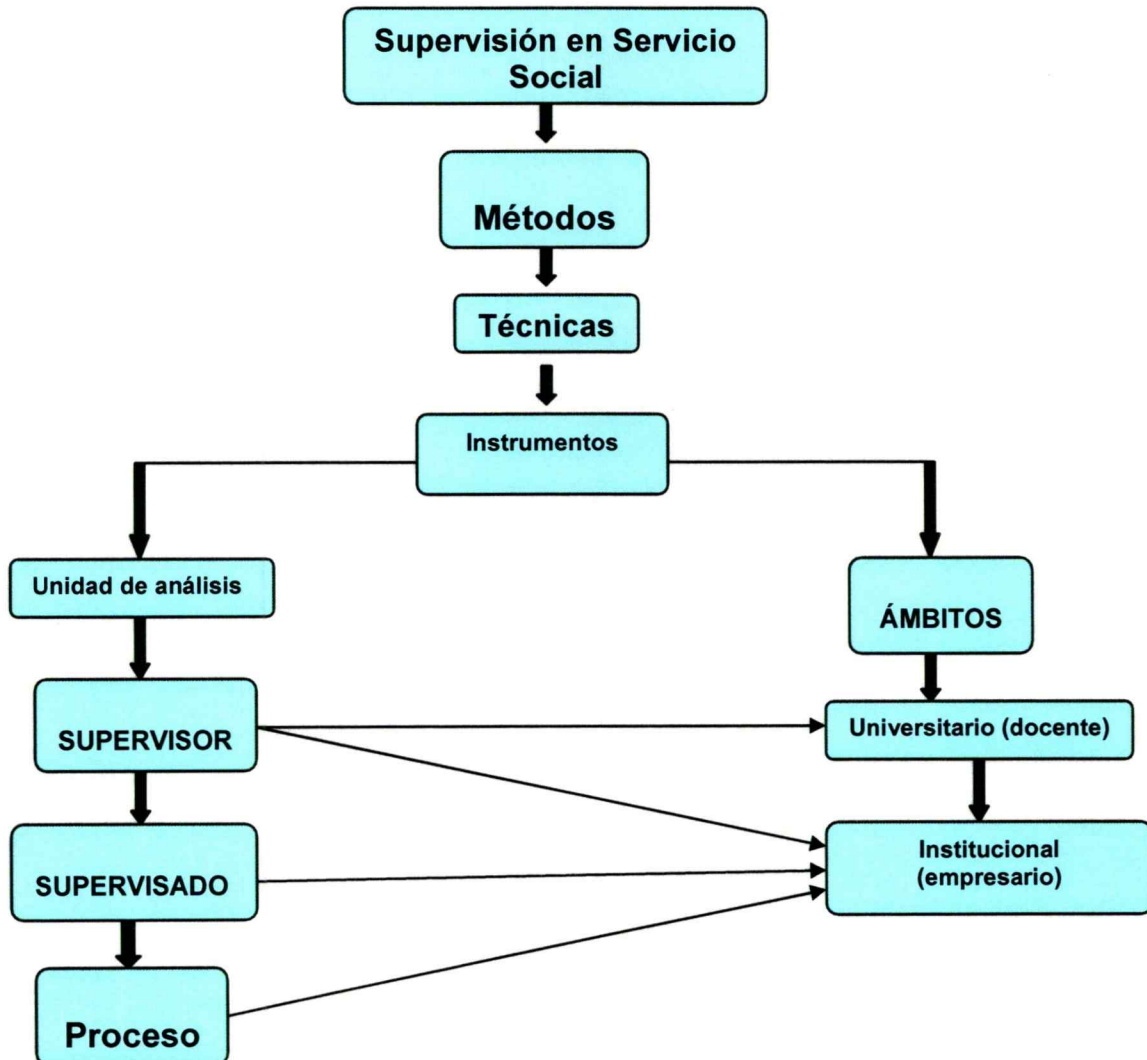 Supervisión en Servicio
Social
Métodos
Técnicas
Instrumentos
Unidad de análisis
ÁMBITOS
SUPERVISOR
Universitario (docente)
SUPERVISADO
Institucional
(empresario)
Proceso